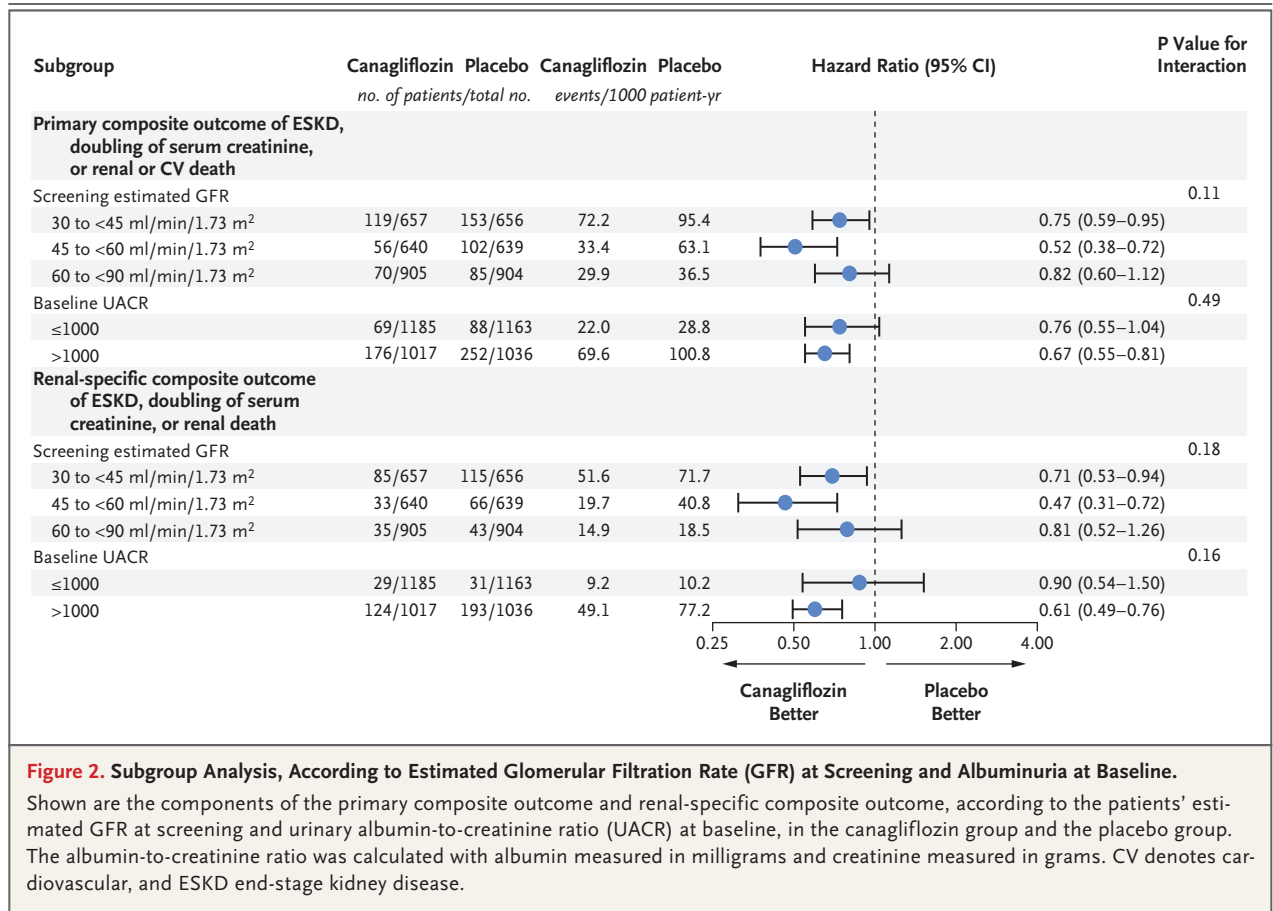 P Value for
Subgroup Canagliflozin Placebo Canagliflozin Placebo Hazard Ratio (95% CI) Interaction
no. of patients/total no. events/1000 patient-yr
Primary composite outcome of ESKD,
doubling of serum creatinine,
or renal or CV death
Screening estimated GFR 0.11
30 to <45 ml/min/1.73 m² 119/657 153/656 72.2 95.4 0.75 (0.59–0.95)
45 to <60 ml/min/1.73 m² 56/640 102/639 33.4 63.1 0.52 (0.38–0.72)
60 to <90 ml/min/1.73 m² 70/905 85/904 29.9 36.5 0.82 (0.60–1.12)
Baseline UACR 0.49
≤1000 69/1185 88/1163 22.0 28.8 0.76 (0.55–1.04)
>1000 176/1017 252/1036 69.6 100.8 0.67 (0.55–0.81)
Renal-specific composite outcome
of ESKD, doubling of serum
creatinine, or renal death
Screening estimated GFR 0.18
30 to <45 ml/min/1.73 m² 85/657 115/656 51.6 71.7 0.71 (0.53–0.94)
45 to <60 ml/min/1.73 m² 33/640 66/639 19.7 40.8 0.47 (0.31–0.72)
60 to <90 ml/min/1.73 m² 35/905 43/904 14.9 18.5 0.81 (0.52–1.26)
Baseline UACR 0.16
≤1000 29/1185 31/1163 9.2 10.2 0.90 (0.54–1.50)
>1000 124/1017 193/1036 49.1 77.2 0.61 (0.49–0.76)
0.25 0.50 1.00 2.00 4.00
Canagliflozin Placebo
Better Better
Figure 2. Subgroup Analysis, According to Estimated Glomerular Filtration Rate (GFR) at Screening and Albuminuria at Baseline.
Shown are the components of the primary composite outcome and renal-specific composite outcome, according to the patients' esti-
mated GFR at screening and urinary albumin-to-creatinine ratio (UACR) at baseline, in the canagliflozin group and the placebo group.
The albumin-to-creatinine ratio was calculated with albumin measured in milligrams and creatinine measured in grams. CV denotes car-
diovascular, and ESKD end-stage kidney disease.